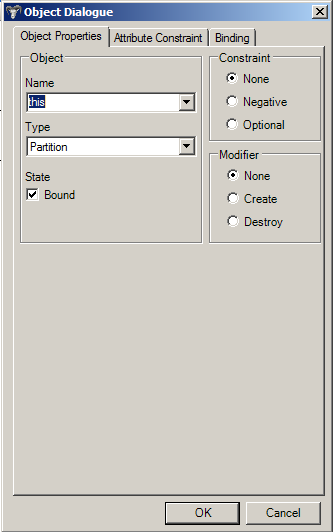 Object Dialogue
Object Properties
Attribute Constraint
Binding
Object
Name
this
Type
Partition
State
Bound
Constraint
None
Negative
Optional
Modifier
None
Create
Destroy
OK
Cancel